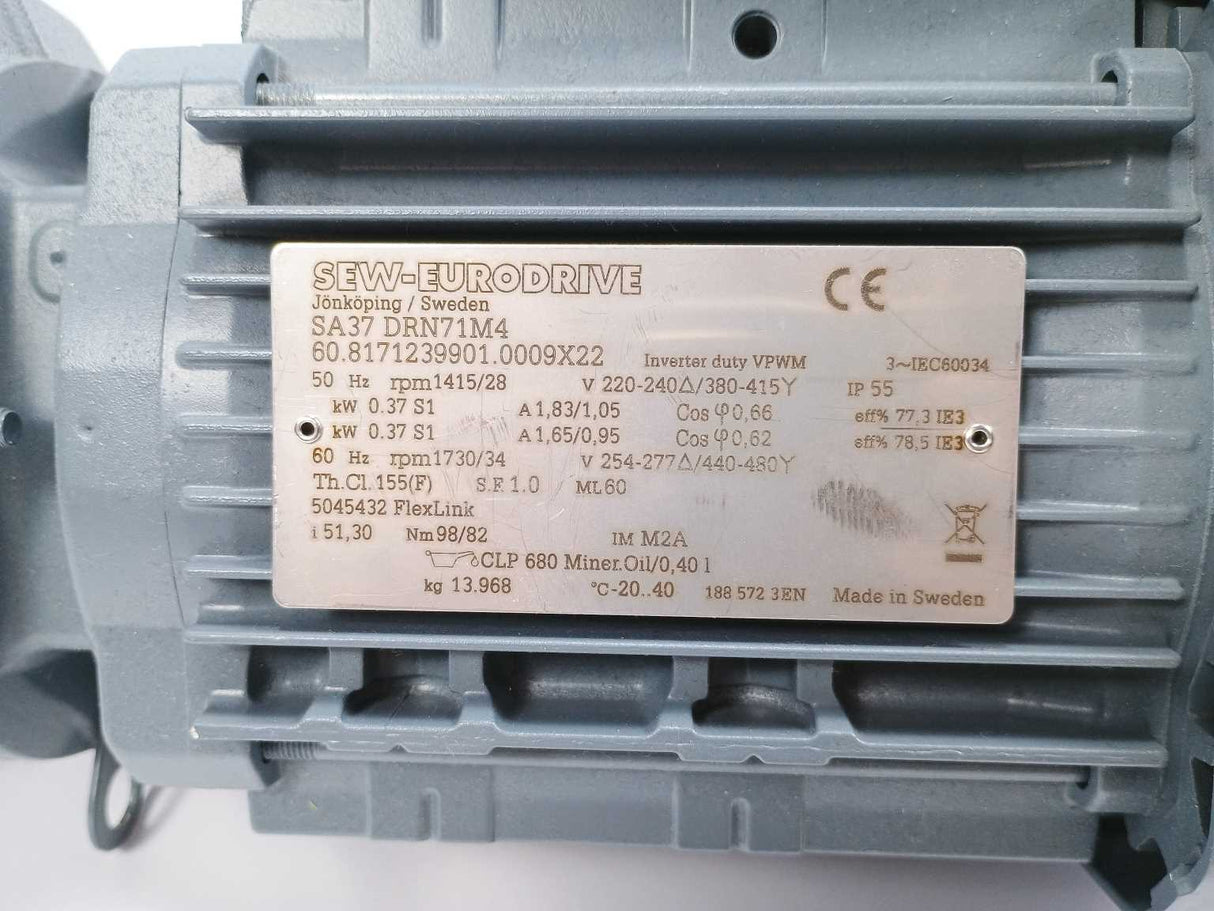 SEW-EURODRIVE CE
Jönköping / Sweden
SA37 DRN71M4
60.8171239901.0009X22 Inverter duty VPWM 3~IEC60034
50 Hz rpm1415/28 V 220-240Δ/380-415Y IP 55
kW 0.37 S1 A 1,83/1,05 Cos φ 0,66 eff% 77,3 IE3
kW 0.37 S1 A 1,65/0,95 Cos φ 0,62 eff% 78,5 IE3
60 Hz rpm1730/34 V 254-277Δ/440-480Y
Th.Cl. 155(F) S.F. 1.0 ML60
5045432 FlexLink
i 51,30 Nm 98/82 IM M2A
CLP 680 Miner.Oil/0,40 l
kg 13.968 °C-20..40 188 572 3EN Made in Sweden